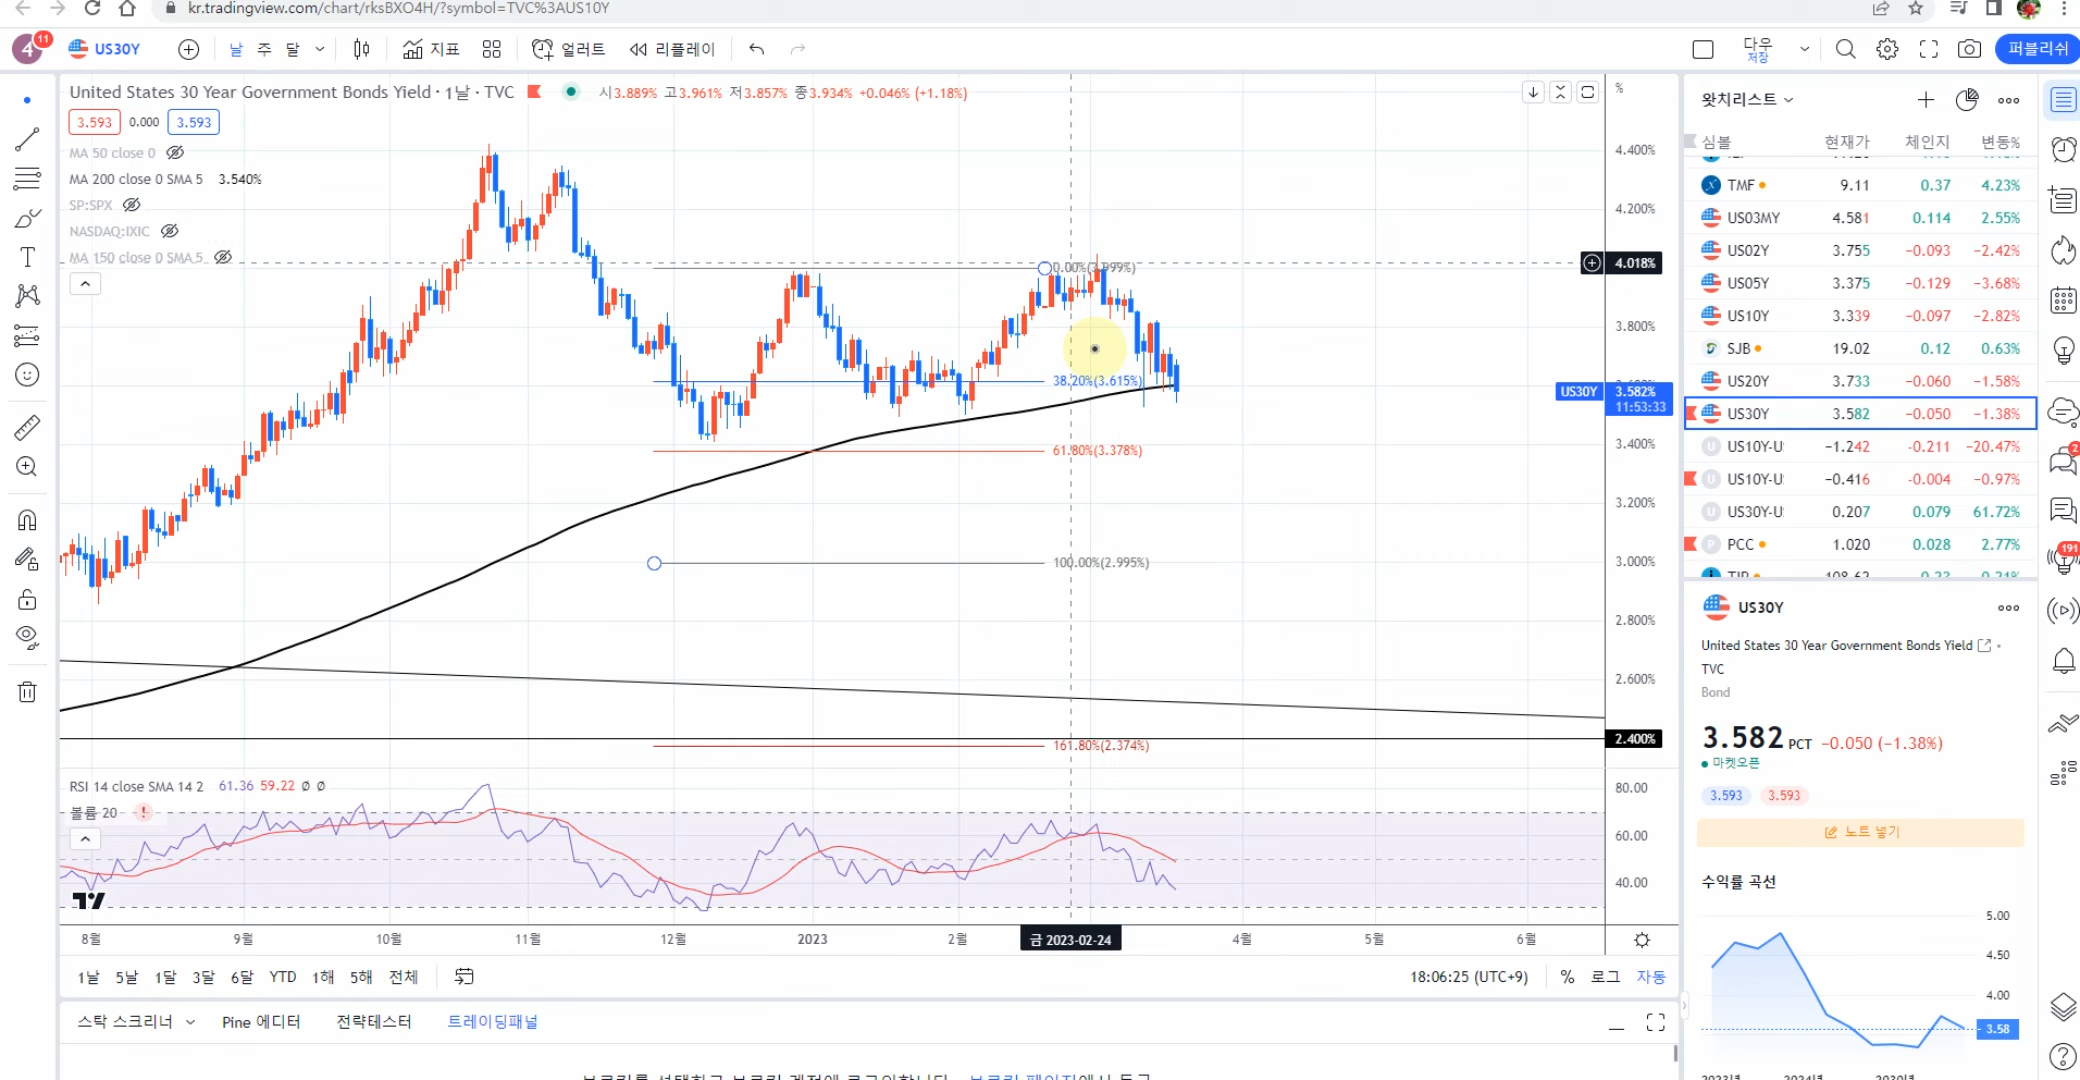 kr.tradingview.com/chart/rksBXO4H/?symbol=TVC%3AUS10Y
4 11 US30Y 날 주 달 지표 얼러트 리플레이 다우 저장 퍼블리쉬
United States 30 Year Government Bonds Yield · 1날 · TVC 시3.889% 고3.961% 저3.857% 종3.934% +0.046% (+1.18%)
3.593 0.000 3.593
MA 50 close 0
MA 200 close 0 SMA 5 3.540%
SP:SPX
NASDAQ:IXIC
MA 150 close 0 SMA 5
%
4.400%
4.200%
4.018%
3.800%
US30Y 3.582%
11:53:33
3.400%
3.200%
3.000%
2.800%
2.600%
2.400%
0.00%(3.999%)
38.20%(3.615%)
61.80%(3.378%)
100.00%(2.995%)
161.80%(2.374%)
RSI 14 close SMA 14 2 61.36 59.22 Ø Ø
볼륨 20 !
80.00
60.00
40.00
8월 9월 10월 11월 12월 2023 2월 금 2023-02-24 4월 5월 6월
1날 5날 1달 3달 6달 YTD 1해 5해 전체 18:06:25 (UTC+9) % 로그 자동
스탁 스크리너 Pine 에디터 전략테스터 트레이딩패널
왓치리스트
심볼 현재가 체인지 변동%
TMF 9.11 0.37 4.23%
US03MY 4.581 0.114 2.55%
US02Y 3.755 −0.093 −2.42%
US05Y 3.375 −0.129 −3.68%
US10Y 3.339 −0.097 −2.82%
SJB 19.02 0.12 0.63%
US20Y 3.733 −0.060 −1.58%
US30Y 3.582 −0.050 −1.38%
US10Y-U −1.242 −0.211 −20.47%
US10Y-U −0.416 −0.004 −0.97%
US30Y-U 0.207 0.079 61.72%
PCC 1.020 0.028 2.77%
US30Y
United States 30 Year Government Bonds Yield
TVC
Bond
3.582 PCT −0.050 (−1.38%)
마켓오픈
3.593 3.593
노트 넣기
수익률 곡선
5.00
4.50
4.00
3.58
2
191